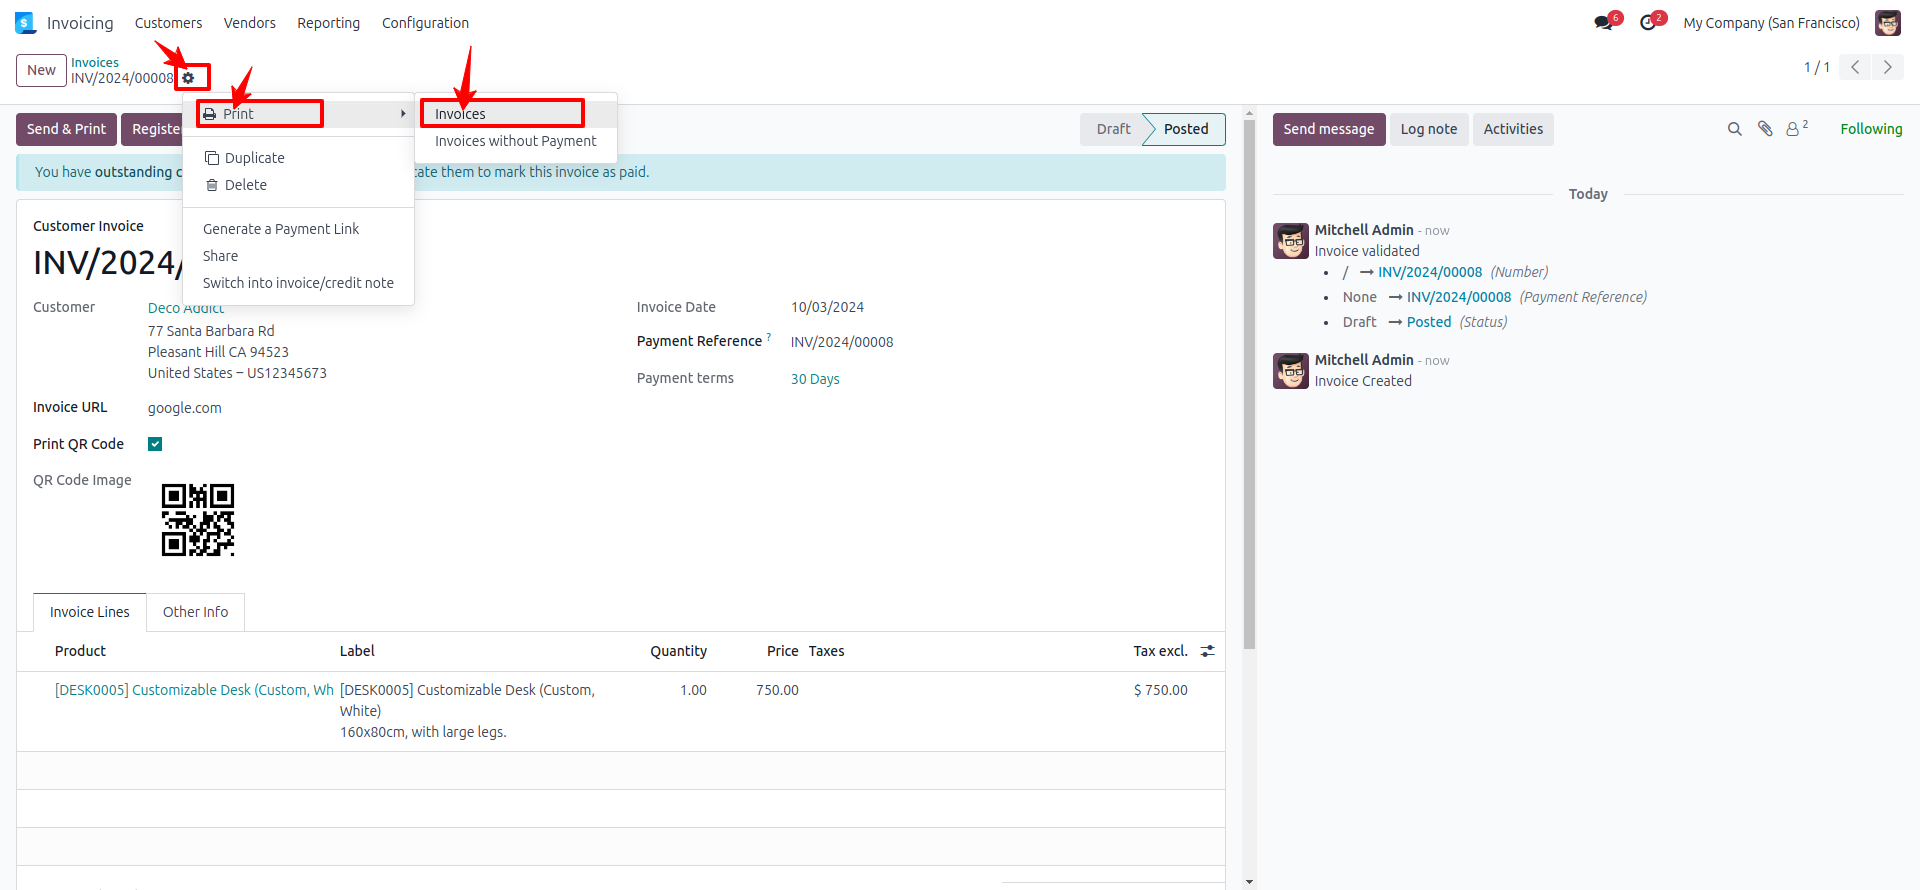 Invoicing Customers Vendors Reporting Configuration 6 2 My Company (San Francisco)
New Invoices
INV/2024/00008 1 / 1
Print Invoices
Invoices without Payment
Duplicate
Delete
Generate a Payment Link
Share
Switch into invoice/credit note
Send & Print Register Draft Posted Send message Log note Activities 2 Following
You have outstanding c cate them to mark this invoice as paid.
Customer Invoice
INV/2024/
Customer Deco Addict
77 Santa Barbara Rd
Pleasant Hill CA 94523
United States – US12345673
Invoice URL google.com
Print QR Code
QR Code Image
Invoice Date 10/03/2024
Payment Reference ? INV/2024/00008
Payment terms 30 Days
Invoice Lines Other Info
Product Label Quantity Price Taxes Tax excl.
[DESK0005] Customizable Desk (Custom, Wh [DESK0005] Customizable Desk (Custom, 1.00 750.00 $ 750.00
White)
160x80cm, with large legs.
Today
Mitchell Admin - now
Invoice validated
• / → INV/2024/00008 (Number)
• None → INV/2024/00008 (Payment Reference)
• Draft → Posted (Status)
Mitchell Admin - now
Invoice Created